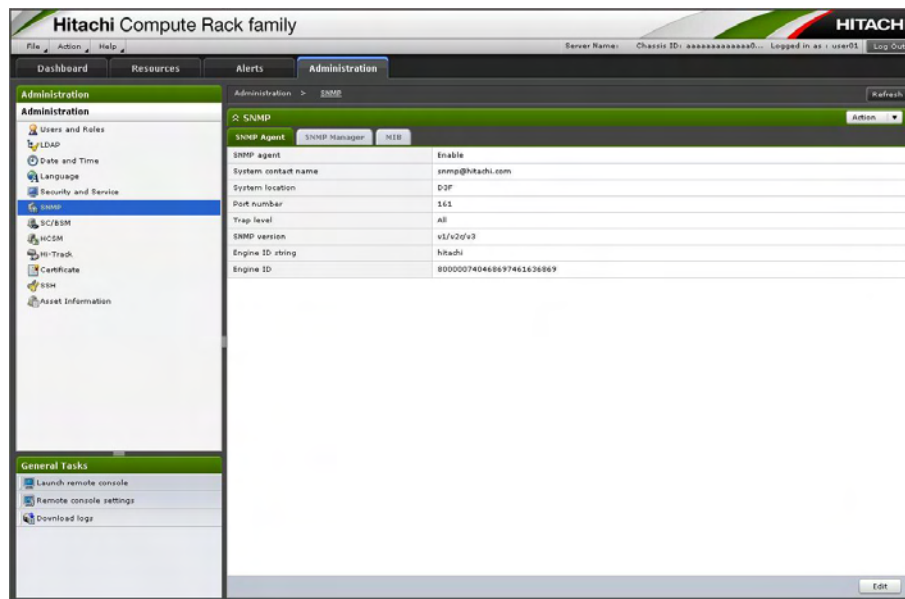 Hitachi Compute Rack family
HITACH
File Action Help
Server Name: Chassis ID: aaaaaaaaaaaaa0... Logged in as : user01 Log Out
Dashboard Resources Alerts Administration
Administration
Administration
Users and Roles
LDAP
Date and Time
Language
Security and Service
SNMP
SC/BSM
HCSM
Hi-Track
Certificate
SSH
Asset Information
General Tasks
Launch remote console
Remote console settings
Download logs
Administration > SNMP
Refresh
SNMP
Action
SNMP Agent SNMP Manager MIB
SNMP agent Enable
System contact name snmp@hitachi.com
System location D3F
Port number 161
Trap level All
SNMP version v1/v2c/v3
Engine ID string hitachi
Engine ID 800000740468697461636869
Edit